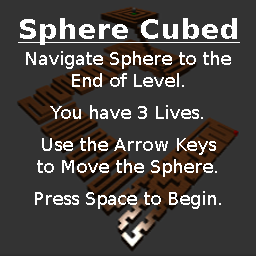 Sphere Cubed
Navigate Sphere to the
End of Level.
You have 3 Lives.
Use the Arrow Keys
to Move the Sphere.
Press Space to Begin.